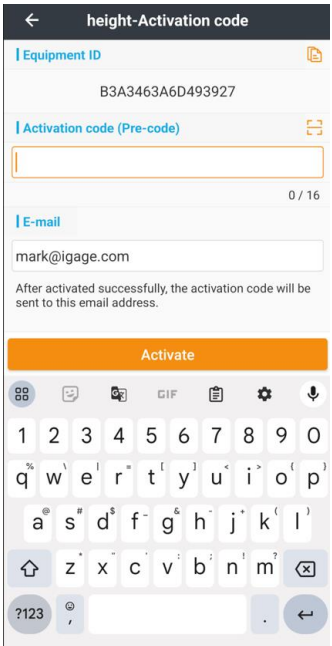 height-Activation code
Equipment ID
B3A3463A6D493927
Activation code (Pre-code)
0 / 16
E-mail
mark@igage.com
After activated successfully, the activation code will be
sent to this email address.
Activate
GIF
1 2 3 4 5 6 7 8 9 0
q% w\ e| r= t[ y] u< i> o{ p}
a@ s# d$ f- g& h- j+ k( l)
z* x" c' v: b; n! m?
?123 , .